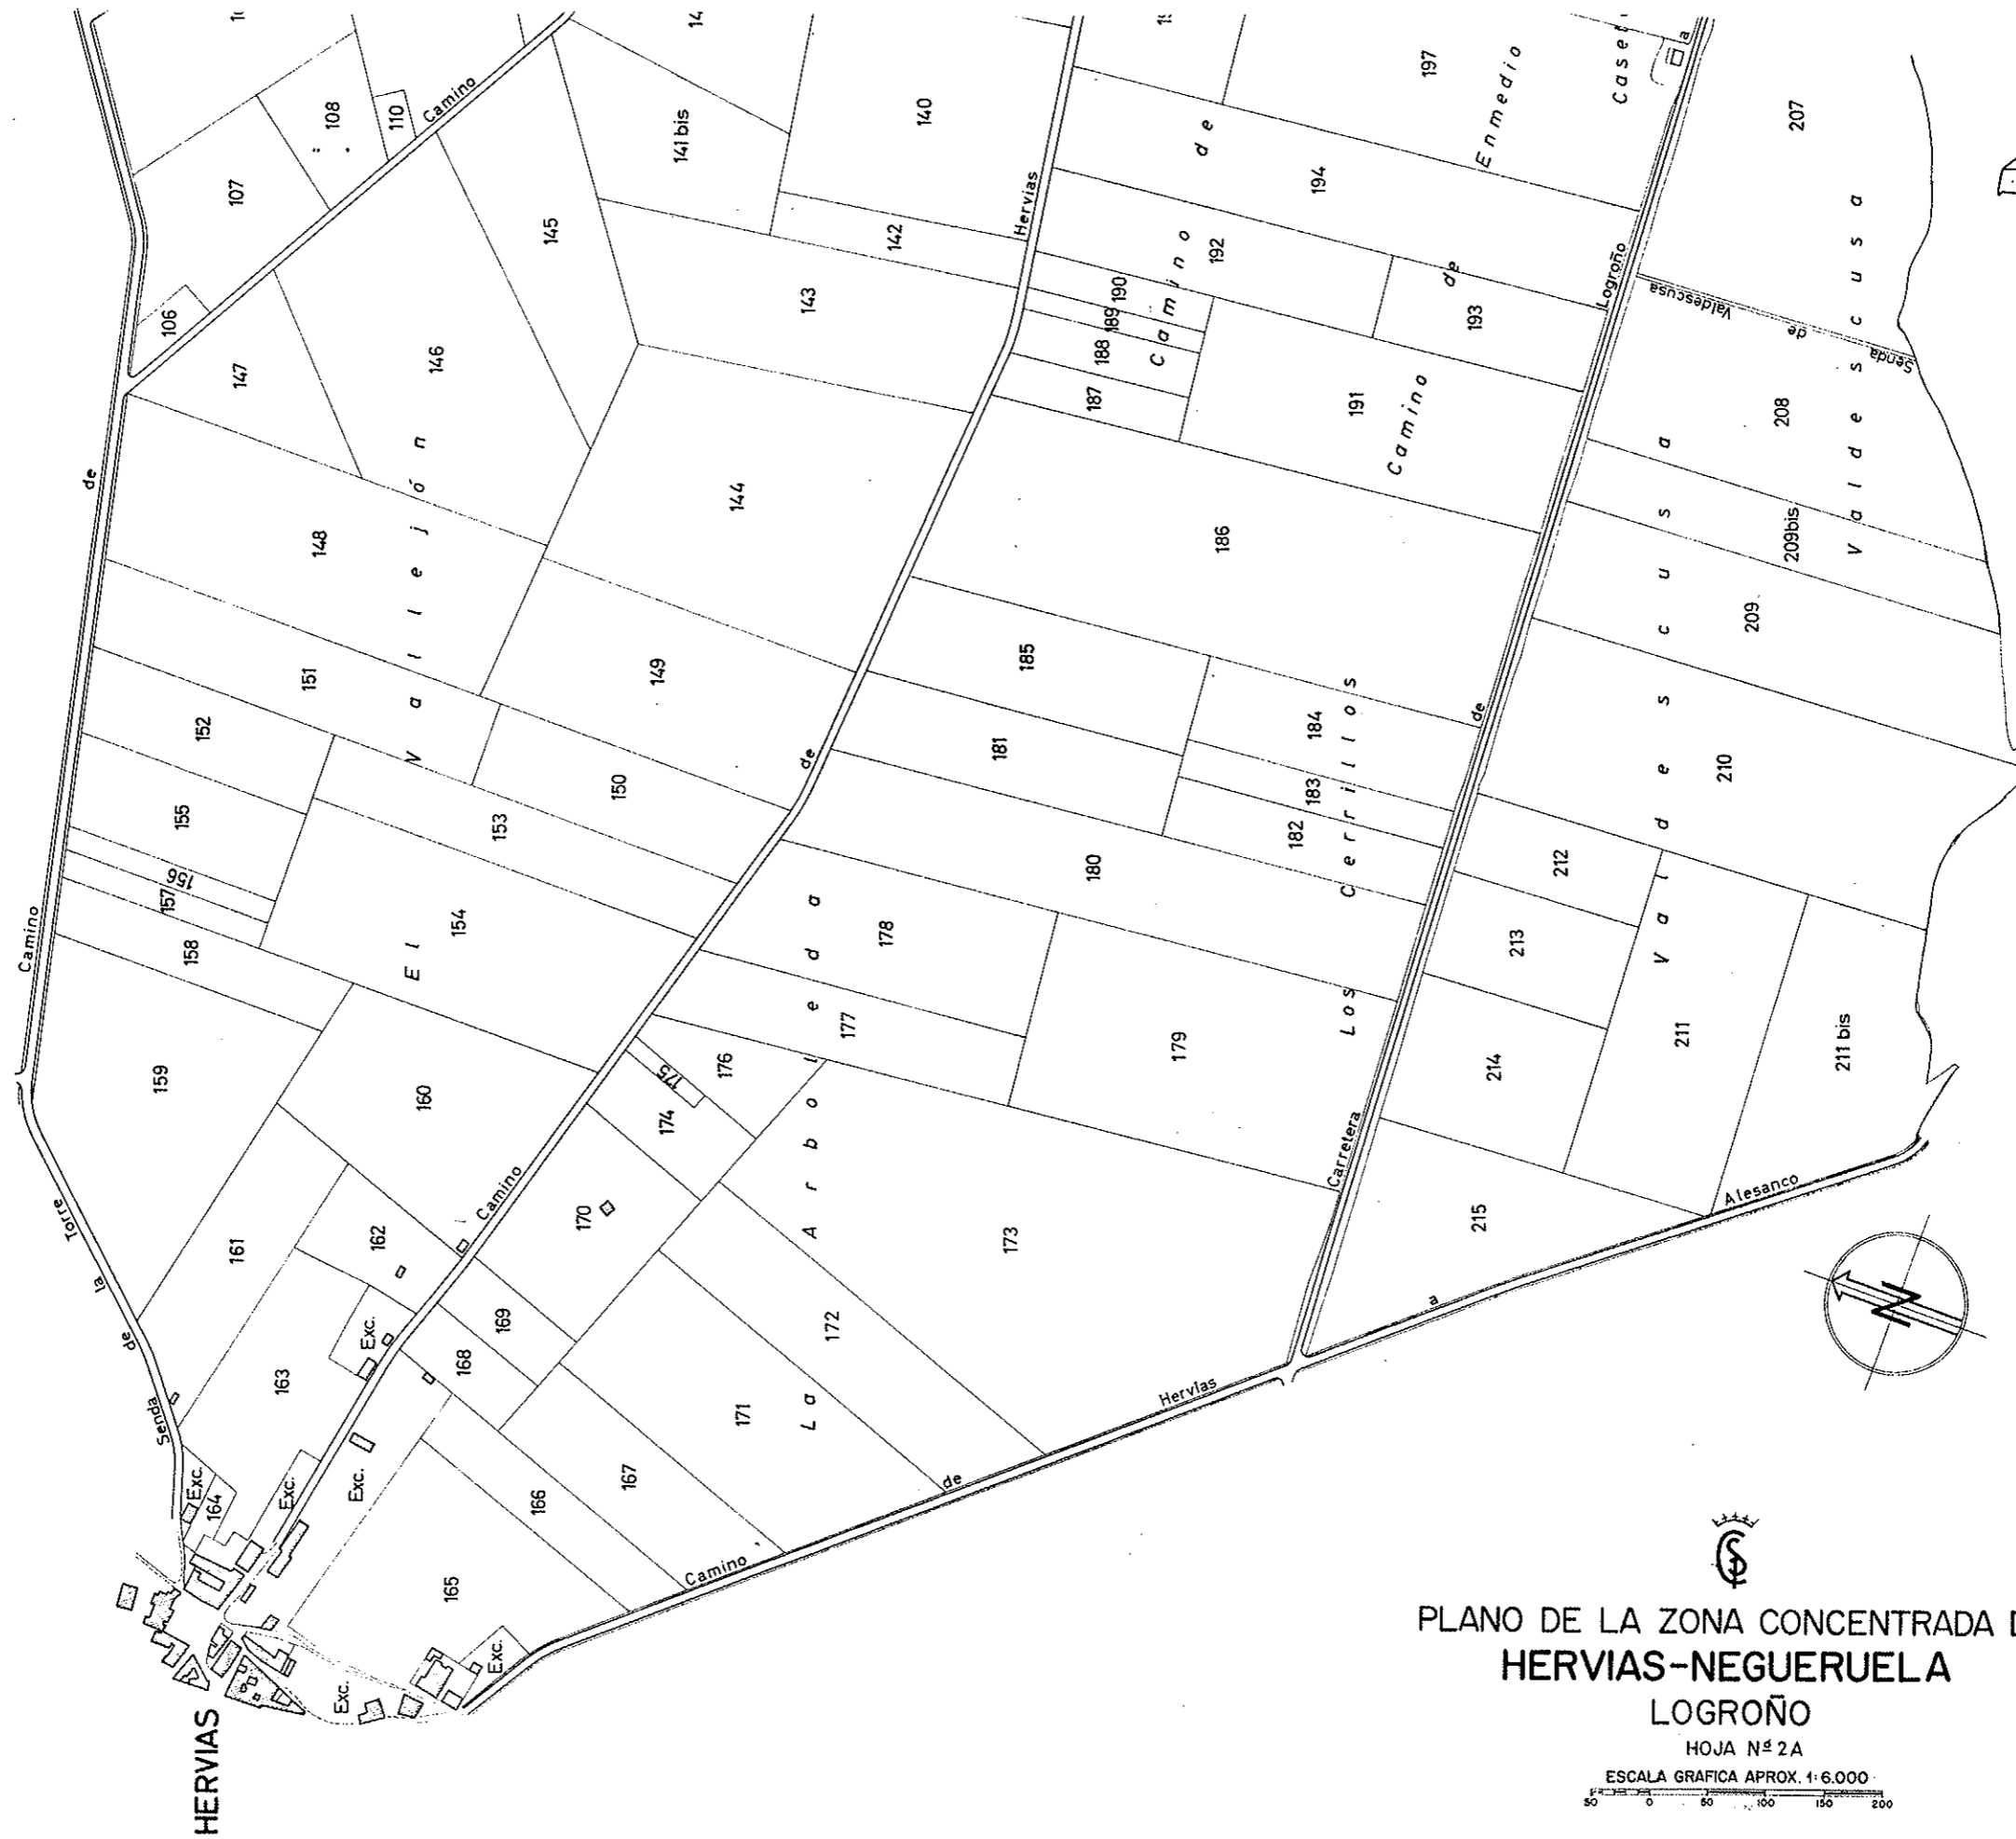 PLANO DE LA ZONA CONCENTRADA D
HERVIAS-NEGUERUELA
LOGROÑO
HOJA Nº 2A
ESCALA GRAFICA APROX. 1:6.000
50 0 50 100 150 200
HERVIAS
Camino de
Camino
Senda de la Torre
Camino de Hervias
Camino de Hervías a Alesanco
Carretera de Logroño a
Senda de Valdescusa
El Vallejón
La Arboleda
Los Cerrillos
Camino de Enmedio
Camino de
Valdescusa
Valdescusa
107
108
110
106
147
146
145
141 bis
140
142
143
144
148
149
151
150
152
153
155
156
157
154
158
159
160
161
162
163
164
Exc.
Exc.
Exc.
Exc.
Exc.
Exc.
165
166
167
168
169
170
171
172
173
174
175
176
177
178
179
180
181
182
183
184
185
186
187
188
189
190
191
192
193
194
197
207
208
209bis
209
210
211
211 bis
212
213
214
215
N